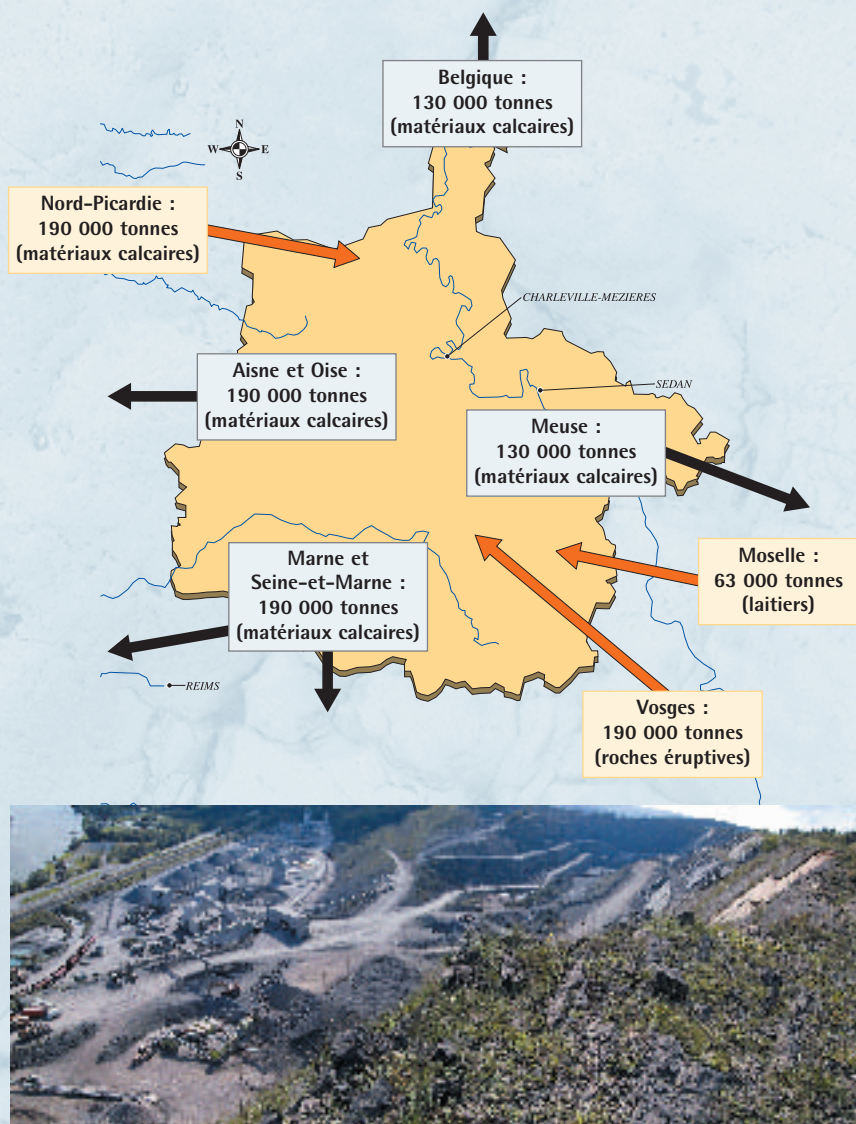 Belgique :
130 000 tonnes
(matériaux calcaires)
N
W
E
S
Nord-Picardie :
190 000 tonnes
(matériaux calcaires)
CHARLEVILLE-MEZIERES
Aisne et Oise :
190 000 tonnes
(matériaux calcaires)
SEDAN
Meuse :
130 000 tonnes
(matériaux calcaires)
Marne et
Seine-et-Marne :
190 000 tonnes
(matériaux calcaires)
Moselle :
63 000 tonnes
(laitiers)
REIMS
Vosges :
190 000 tonnes
(roches éruptives)